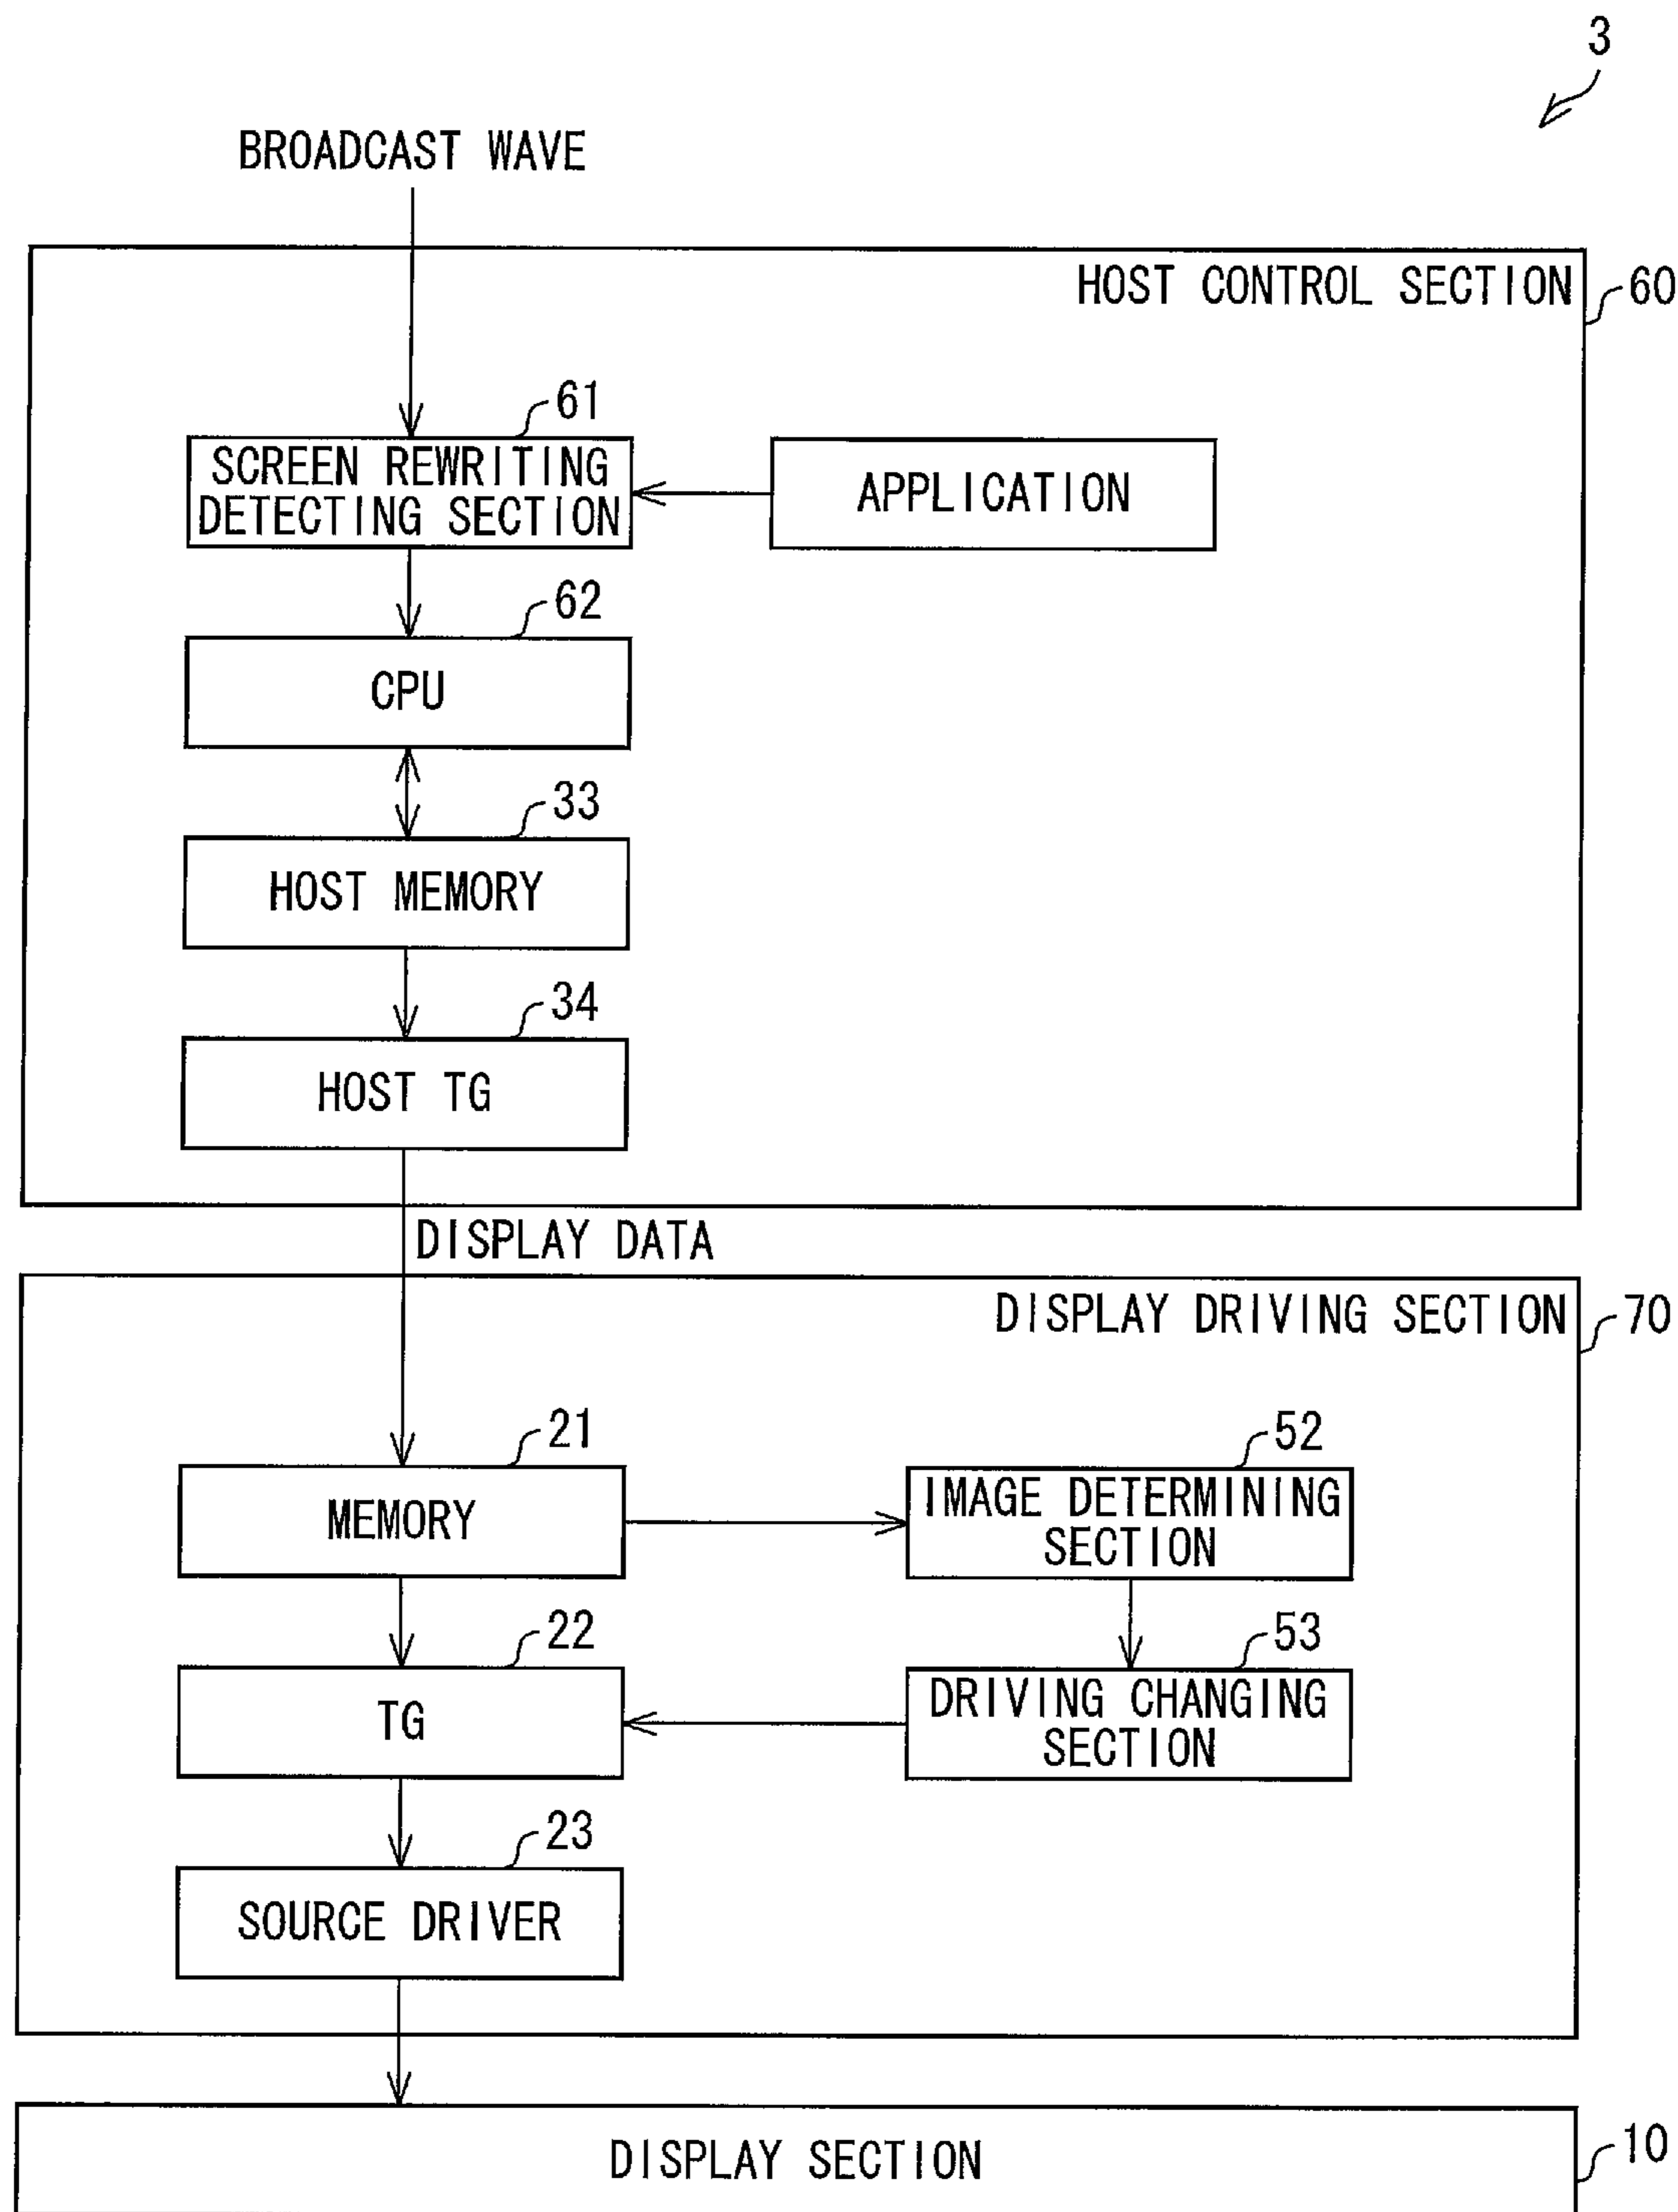 3
BROADCAST WAVE
HOST CONTROL SECTION
60
61
SCREEN REWRITING
DETECTING SECTION
APPLICATION
62
CPU
33
HOST MEMORY
34
HOST TG
DISPLAY DATA
DISPLAY DRIVING SECTION
70
21
MEMORY
52
IMAGE DETERMINING
SECTION
22
TG
53
DRIVING CHANGING
SECTION
23
SOURCE DRIVER
DISPLAY SECTION
10